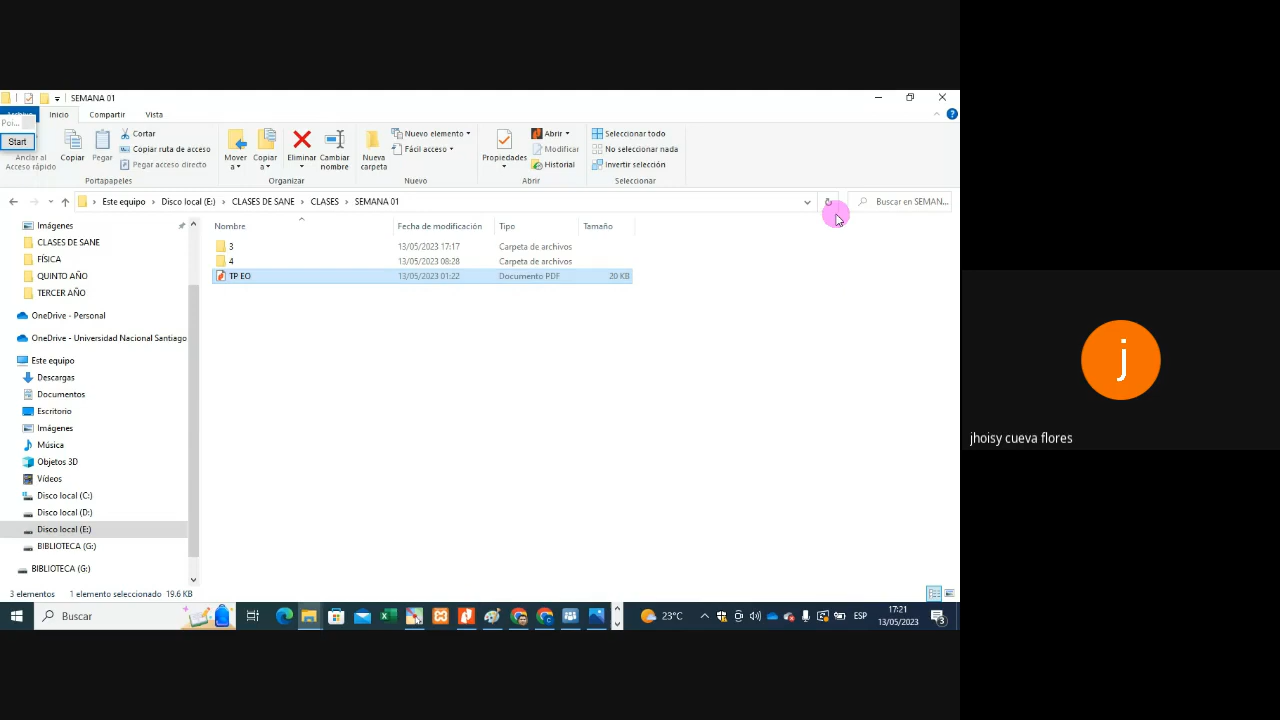 SEMANA 01
Inicio
Compartir
Vista
Poi...
Start
Anclar al
Acceso rápido
Copiar
Pegar
Cortar
Copiar ruta de acceso
Pegar acceso directo
Portapapeles
Mover
a
Copiar
a
Eliminar
Cambiar
nombre
Organizar
Nueva
carpeta
Nuevo elemento
Fácil acceso
Nuevo
Propiedades
Abrir
Modificar
Historial
Abrir
Seleccionar todo
No seleccionar nada
Invertir selección
Seleccionar
Este equipo > Disco local (E:) > CLASES DE SANE > CLASES > SEMANA 01
Buscar en SEMAN...
Nombre Fecha de modificación Tipo Tamaño
3 13/05/2023 17:17 Carpeta de archivos
4 13/05/2023 08:28 Carpeta de archivos
TP EO 13/05/2023 01:22 Documento PDF 20 KB
Imágenes
CLASES DE SANE
FÍSICA
QUINTO AÑO
TERCER AÑO
OneDrive - Personal
OneDrive - Universidad Nacional Santiago
Este equipo
Descargas
Documentos
Escritorio
Imágenes
Música
Objetos 3D
Vídeos
Disco local (C:)
Disco local (D:)
Disco local (E:)
BIBLIOTECA (G:)
BIBLIOTECA (G:)
3 elementos 1 elemento seleccionado 19.6 KB
Buscar
23°C
ESP
17:21
13/05/2023
3
j
jhoisy cueva flores